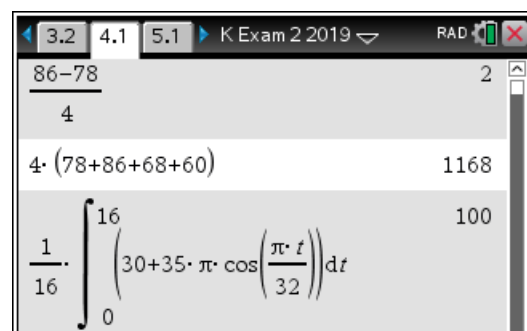 3.2 4.1 5.1 K Exam 2 2019 RAD
86−78
4
2
4· (78+86+68+60) 1168
16
1/16 · ∫ (30+35· π· cos(π· t/32))dt 100
0